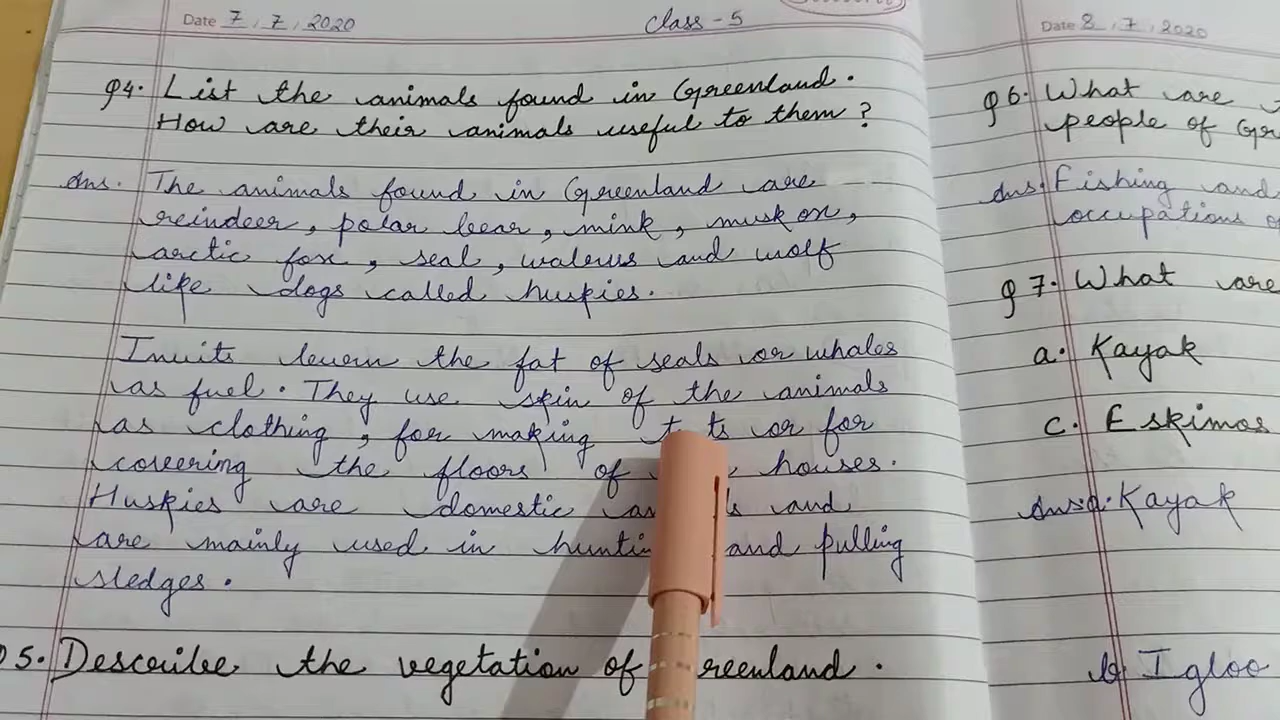 Date 7, 7, 2020
Class - 5
Q4. List the animals found in Greenland.
How are their animals useful to them?
Ans. The animals found in Greenland are
reindeer, polar bear, mink, musk ox,
arctic fox, seal, walrus and wolf
like dogs called huskies.
Inuits burn the fat of seals or whales
as fuel. They use skin of the animals
as clothing, for making or for
covering the floors of houses.
Huskies are domestic and
are mainly used in and pulling
sledges.
5. Describe the vegetation of reenland.
Date 8, 7, 2020
Q6. What are
people of Gr
Ans. Fishing and
occupations o
Q7. What are
a. Kayak
c. Eskimos
Ans a. Kayak
b. Igloo